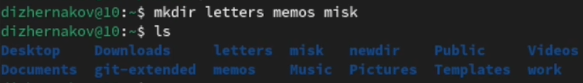 dizhernakov@10:~$ mkdir letters memos misk
dizhernakov@10:~$ ls
Desktop Downloads letters misk newdir Public Videos
Documents git-extended memos Music Pictures Templates work